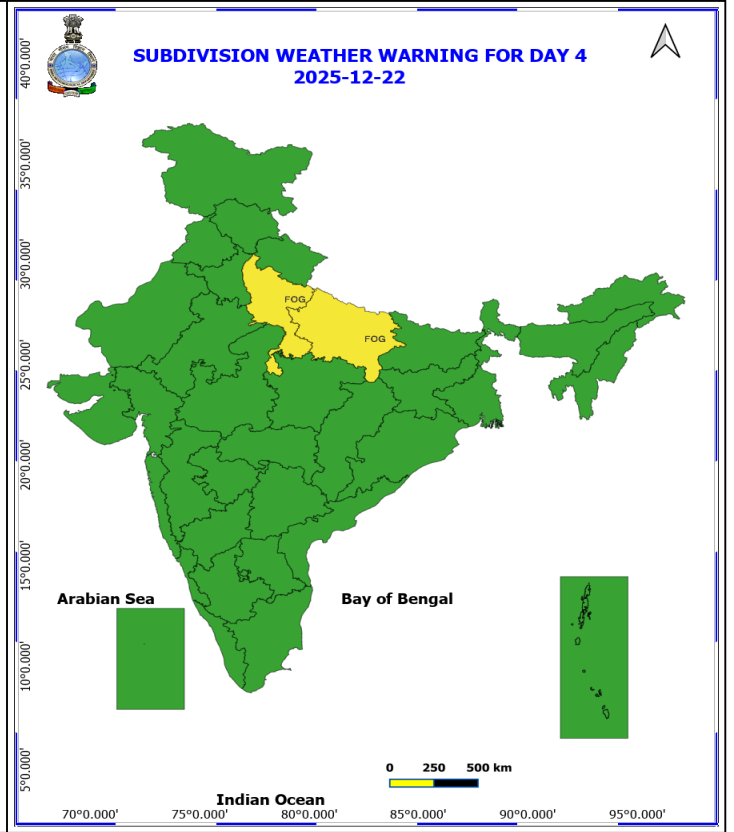 SUBDIVISION WEATHER WARNING FOR DAY 4
2025-12-22
40°0.000'
35°0.000'
30°0.000'
25°0.000'
20°0.000'
15°0.000'
10°0.000'
5°0.000'
FOG
FOG
Arabian Sea
Bay of Bengal
0 250 500 km
Indian Ocean
70°0.000' 75°0.000' 80°0.000' 85°0.000' 90°0.000' 95°0.000'